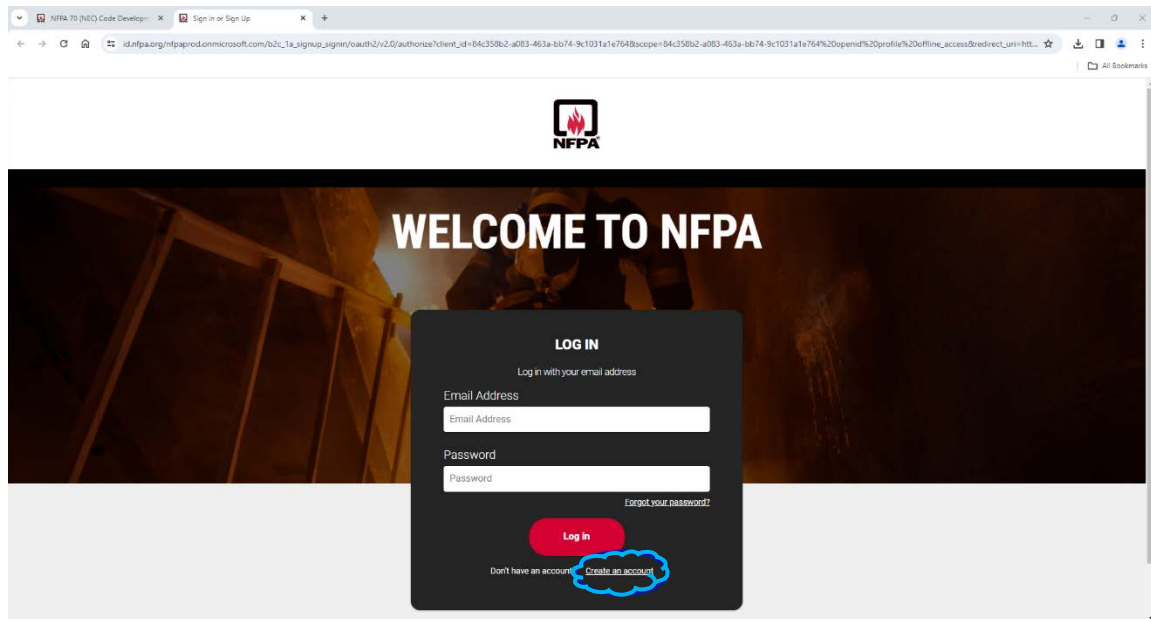 NFPA 70 (NEC) Code Developm
Sign in or Sign Up
id.nfpa.org/nfpaprod.onmicrosoft.com/b2c_1a_signup_signin/oauth2/v2.0/authorize?client_id=84c358b2-a083-463a-bb74-9c1031a1e764&scope=84c358b2-a083-463a-bb74-9c1031a1e764%20openid%20profile%20offline_access&redirect_uri=htt...
All Bookmarks
NFPA
WELCOME TO NFPA
LOG IN
Log in with your email address
Email Address
Email Address
Password
Password
Forgot your password?
Log in
Don't have an account? Create an account